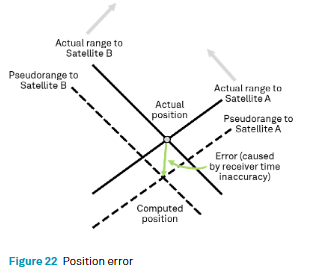 Actual range to
Satellite B
Pseudorange to
Satellite B
Actual
position
Actual range to
Satellite A
Pseudorange to
Satellite A
Error (caused
by receiver time
inaccuracy)
Computed
position
Figure 22 Position error